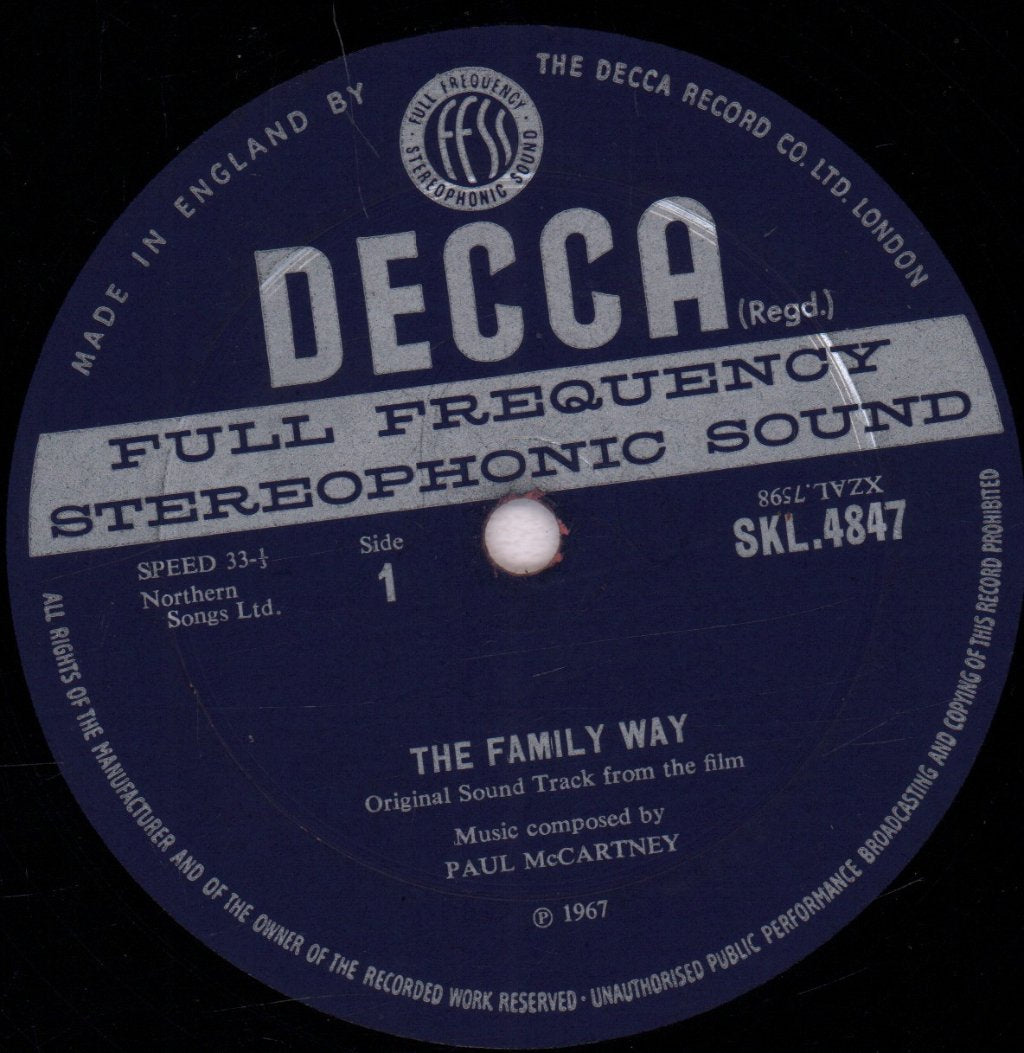 MADE IN ENGLAND BY
THE DECCA RECORD CO. LTD. LONDON
FULL FREQUENCY
FFSS
STEREOPHONIC SOUND
DECCA
(Regd.)
FULL FREQUENCY
STEREOPHONIC SOUND
SPEED 33-⅓
Northern
Songs Ltd.
Side
1
XZAL.7598
SKL.4847
THE FAMILY WAY
Original Sound Track from the film
Music composed by
PAUL McCARTNEY
℗ 1967
ALL RIGHTS OF THE MANUFACTURER AND OF THE OWNER OF THE RECORDED WORK RESERVED · UNAUTHORISED PUBLIC PERFORMANCE BROADCASTING AND COPYING OF THIS RECORD PROHIBITED